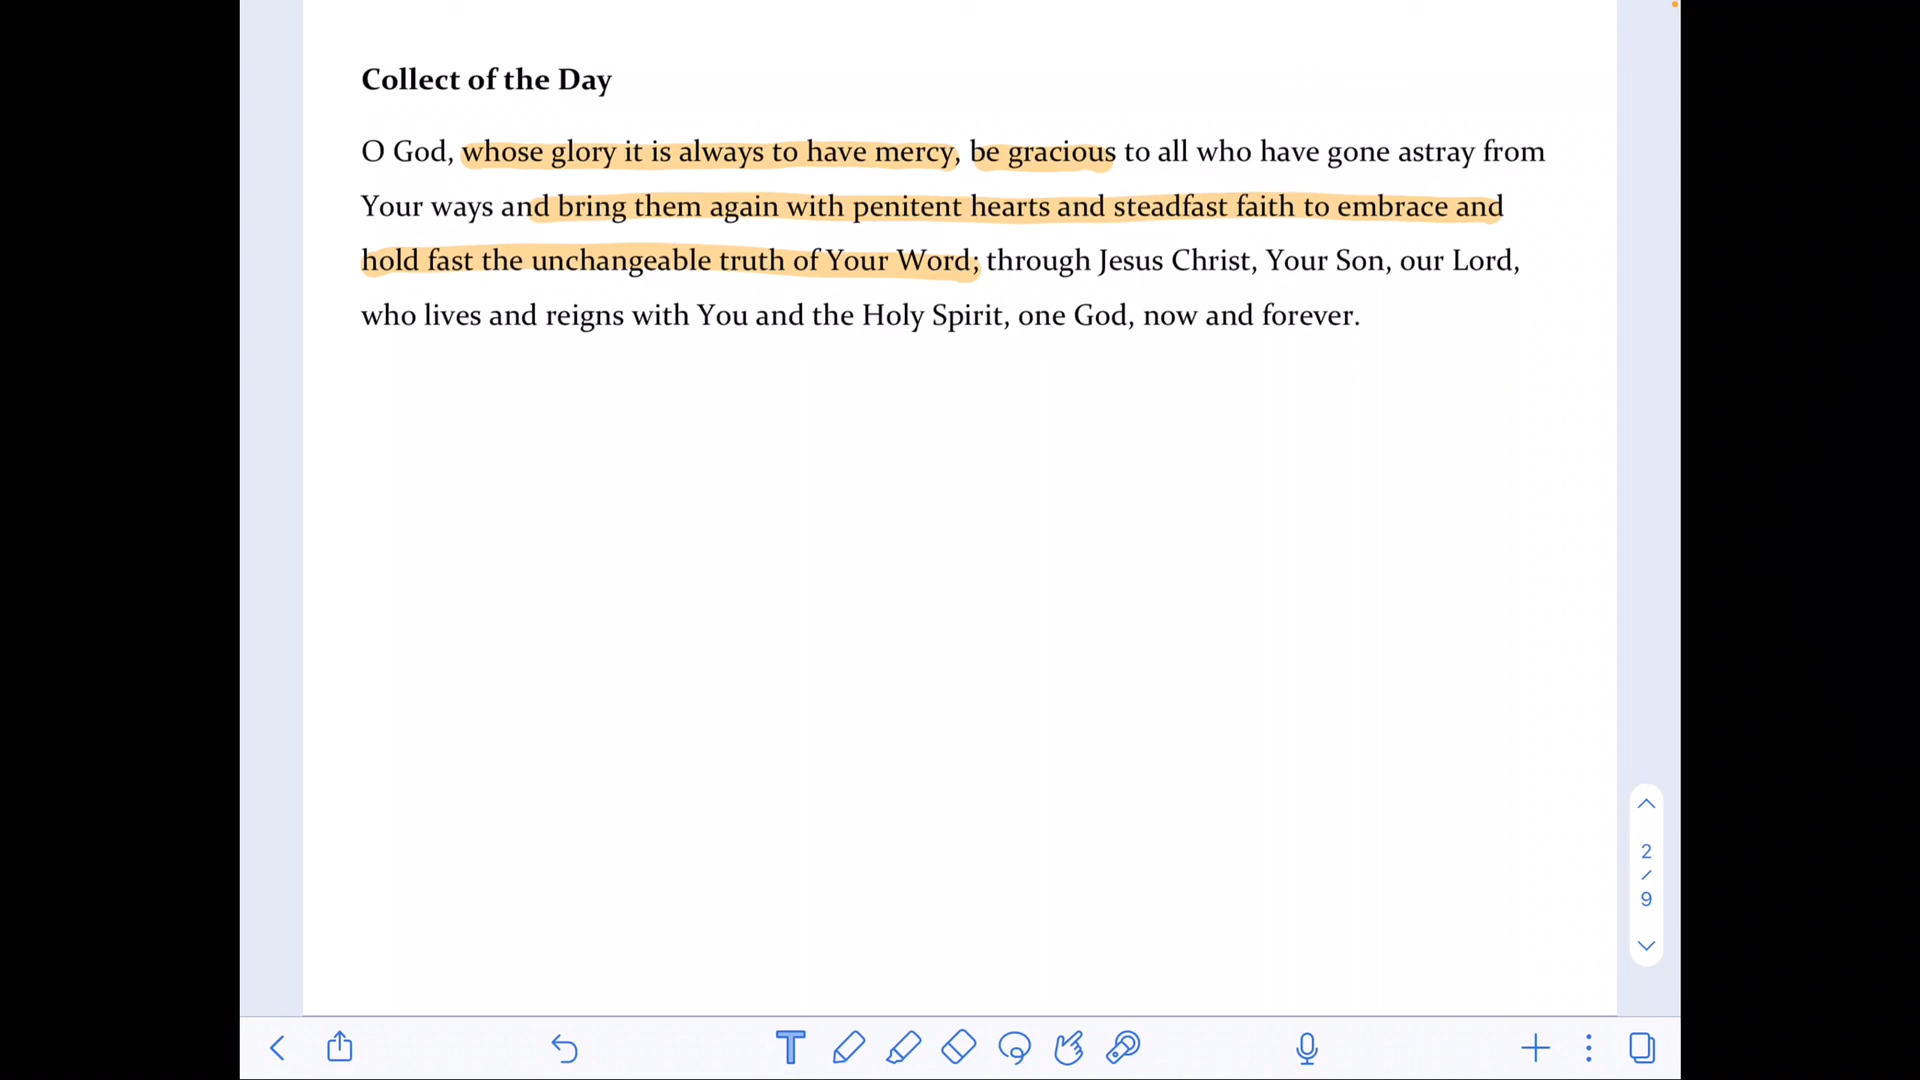 Collect of the Day
O God, whose glory it is always to have mercy, be gracious to all who have gone astray from
Your ways and bring them again with penitent hearts and steadfast faith to embrace and
hold fast the unchangeable truth of Your Word; through Jesus Christ, Your Son, our Lord,
who lives and reigns with You and the Holy Spirit, one God, now and forever.
2
/
9
T